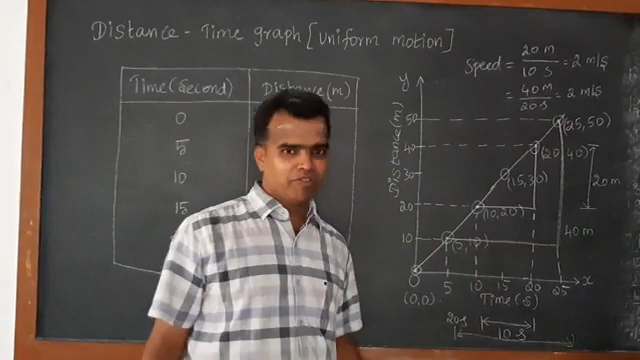 Distance - Time graph [uniform motion]
Time (Second)
Distance (m)
0
5
10
15
Speed = 20 m / 10 s = 2 m/s
= 40 m / 20 s = 2 m/s
y
Distance (m)
50
40
30
20
10
0
(0,0)
(5,10)
(10,20)
(15,30)
(20 40)
(25,50)
20 m
40 m
5 10 15 20 25 x
Time (s)
20 s
10 s